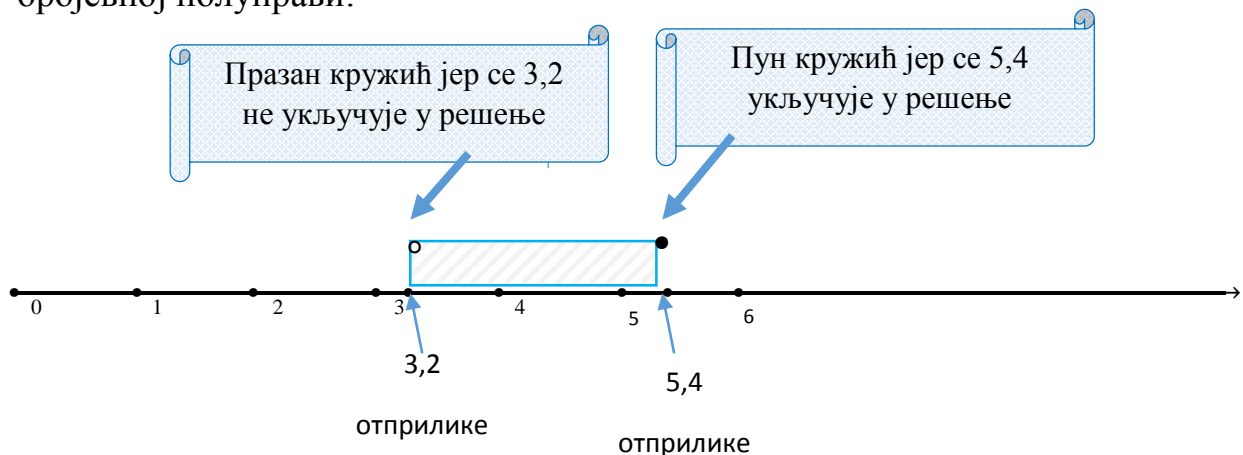 бројевној полуправи.
Празан кружић јер се 3,2
не укључује у решење
Пун кружић јер се 5,4
укључује у решење
0 1 2 3 4 5 6
3,2
5,4
отприлике
отприлике